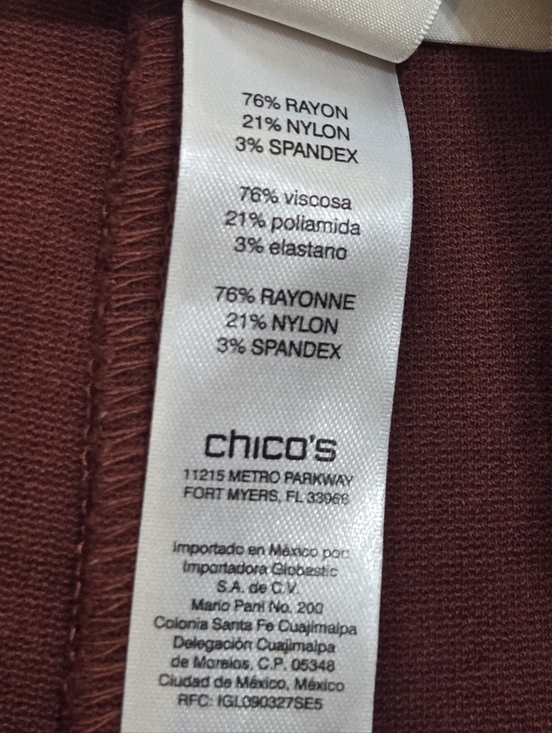 76% RAYON
21% NYLON
3% SPANDEX
76% viscosa
21% poliamida
3% elastano
76% RAYONNE
21% NYLON
3% SPANDEX
chico's
11215 METRO PARKWAY
FORT MYERS, FL 33966
Importado en México por:
Importadora Globastic
S.A. de C.V.
Mario Pani No. 200
Colonia Santa Fe Cuajimalpa
Delegación Cuajimalpa
de Morelos, C.P. 05348
Ciudad de México, México
RFC: IGL090327SE5